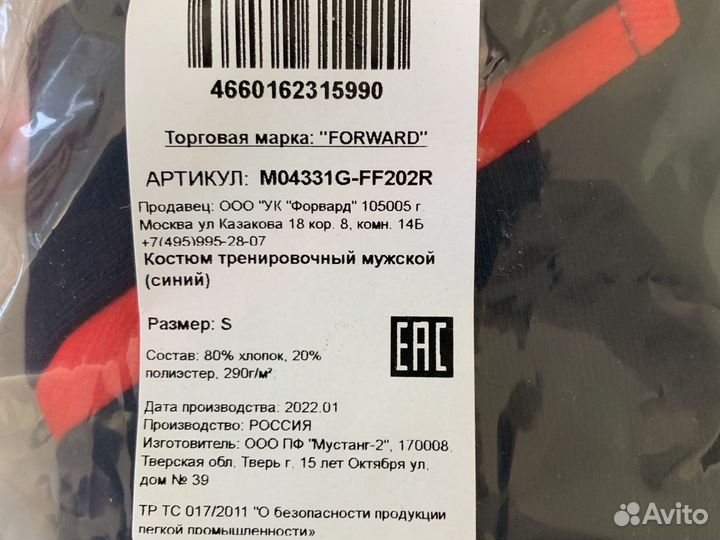 4660162315990
Торговая марка: "FORWARD"
АРТИКУЛ: M04331G-FF202R
Продавец: ООО "УК "Форвард" 105005 г.
Москва ул Казакова 18 кор. 8, комн. 14Б
+7(495)995-28-07
Костюм тренировочный мужской
(синий)
Размер: S
EAC
Состав: 80% хлопок, 20%
полиэстер, 290г/м²
Дата производства: 2022.01
Производство: РОССИЯ
Изготовитель: ООО ПФ "Мустанг-2", 170008,
Тверская обл, Тверь г. 15 лет Октября ул,
дом № 39
ТР ТС 017/2011 "О безопасности продукции
легкой промышленности»
Avito